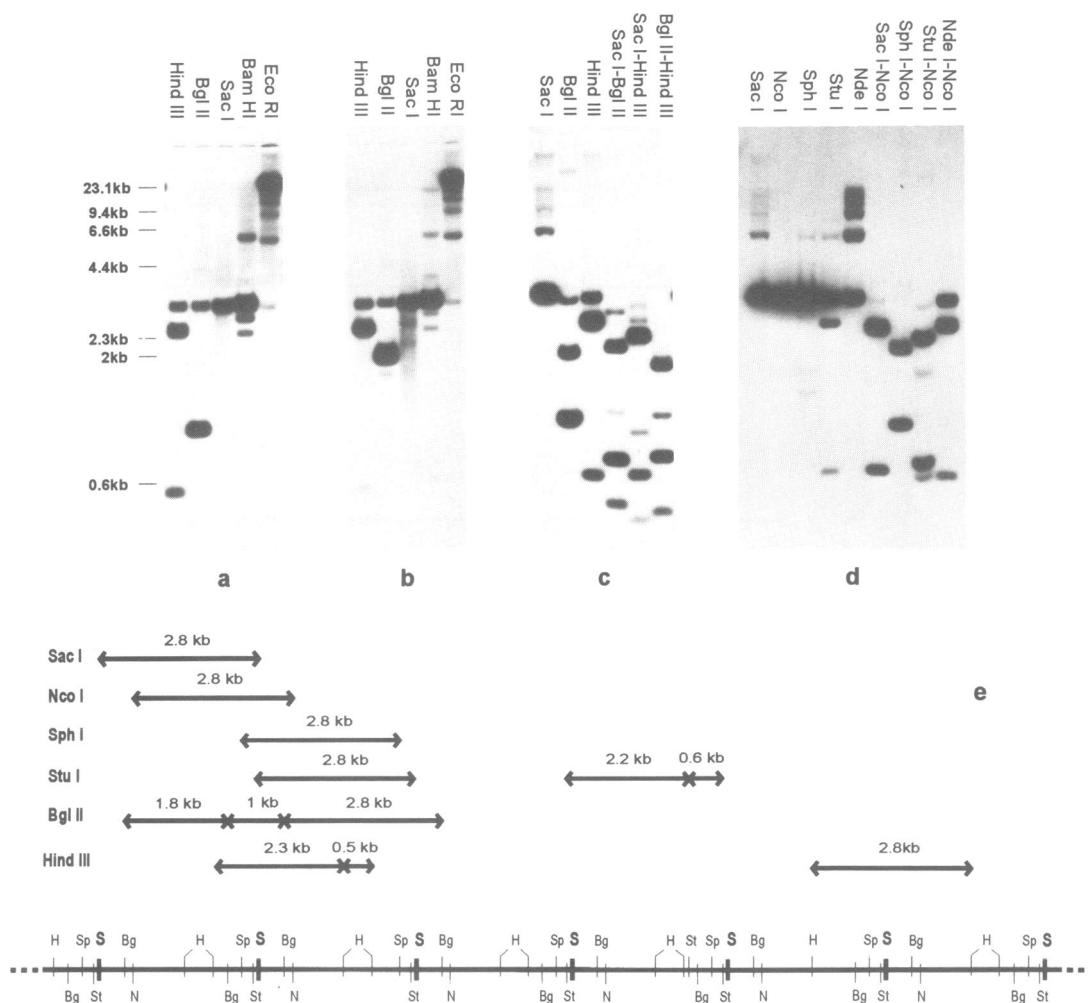 Hind III
Bgl II
Sac I
Bam HI
Eco RI
Hind III
Bgl II
Sac I
Bam HI
Eco RI
Sac I
Bgl II
Hind III
Sac I-Bgl II
Sac I-Hind III
Bgl II-Hind III
Sac I
Nco I
Sph I
Stu I
Nde I
Sac I-Nco I
Sph I-Nco I
Stu I-Nco I
Nde I-Nco I
23.1kb
9.4kb
6.6kb
4.4kb
2.3kb
2kb
0.6kb
a b c d
Sac I 2.8 kb
Nco I 2.8 kb e
Sph I 2.8 kb
Stu I 2.8 kb 2.2 kb 0.6 kb
Bgl II 1.8 kb 1 kb 2.8 kb
Hind III 2.3 kb 0.5 kb 2.8kb
H Sp S Bg H Sp S Bg H Sp S Bg H Sp S Bg H St Sp S Bg H Sp S Bg H Sp S
Bg St N Bg St N St N Bg St N Bg St N Bg St N Bg St